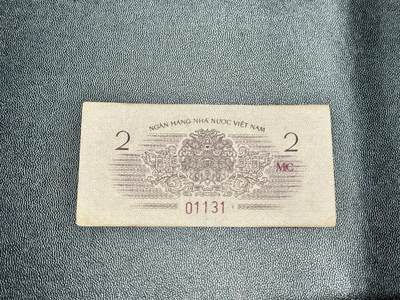 NGÂN HÀNG NHÀ NƯỚC VIỆT NAM
2 2
MC
01131